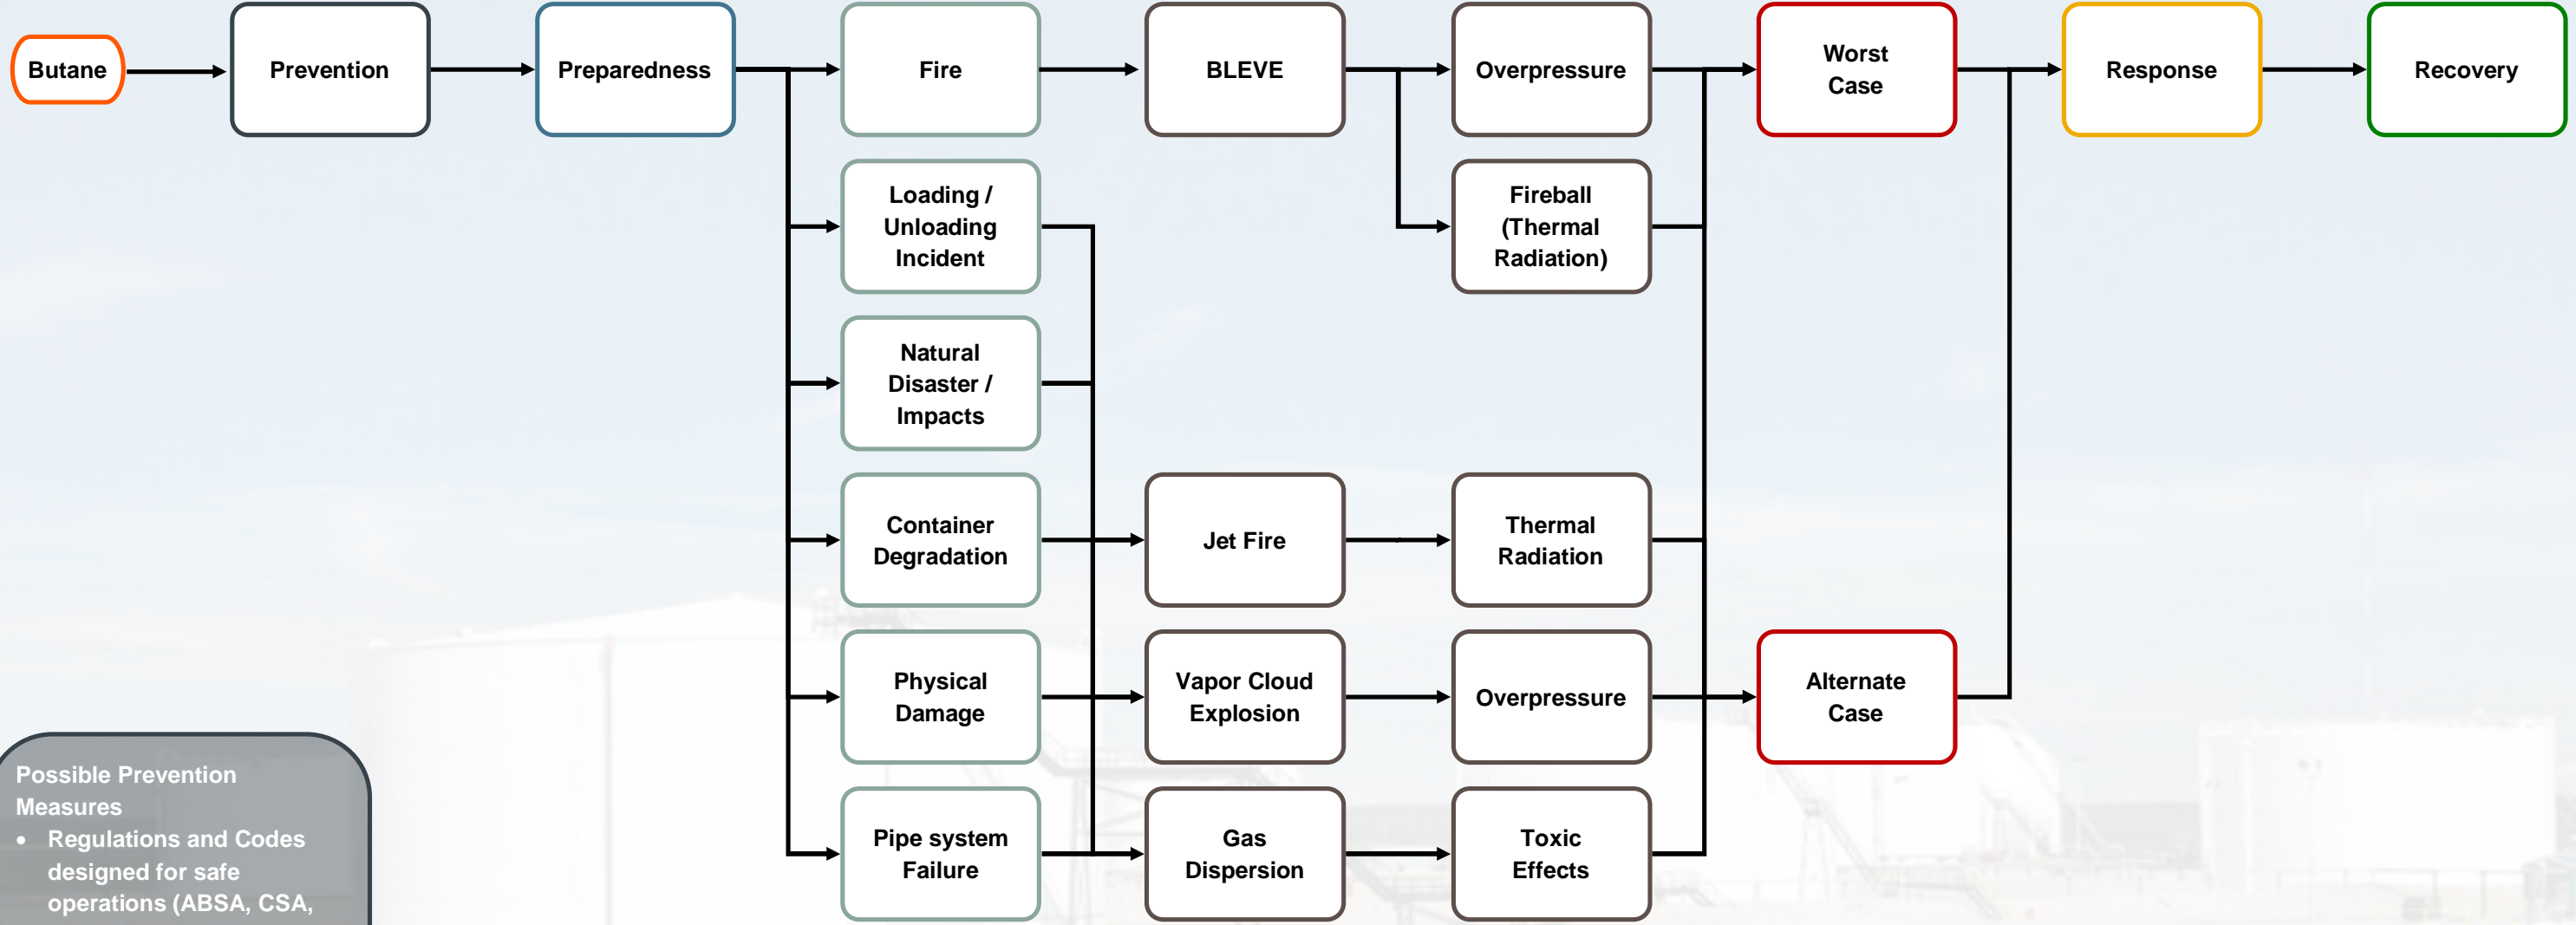 Butane
Prevention
Preparedness
Fire
BLEVE
Overpressure
Worst
Case
Response
Recovery
Loading /
Unloading
Incident
Fireball
(Thermal
Radiation)
Natural
Disaster /
Impacts
Container
Degradation
Jet Fire
Thermal
Radiation
Physical
Damage
Vapor Cloud
Explosion
Overpressure
Alternate
Case
Pipe system
Failure
Gas
Dispersion
Toxic
Effects
Possible Prevention
Measures
• Regulations and Codes
designed for safe
operations (ABSA, CSA,